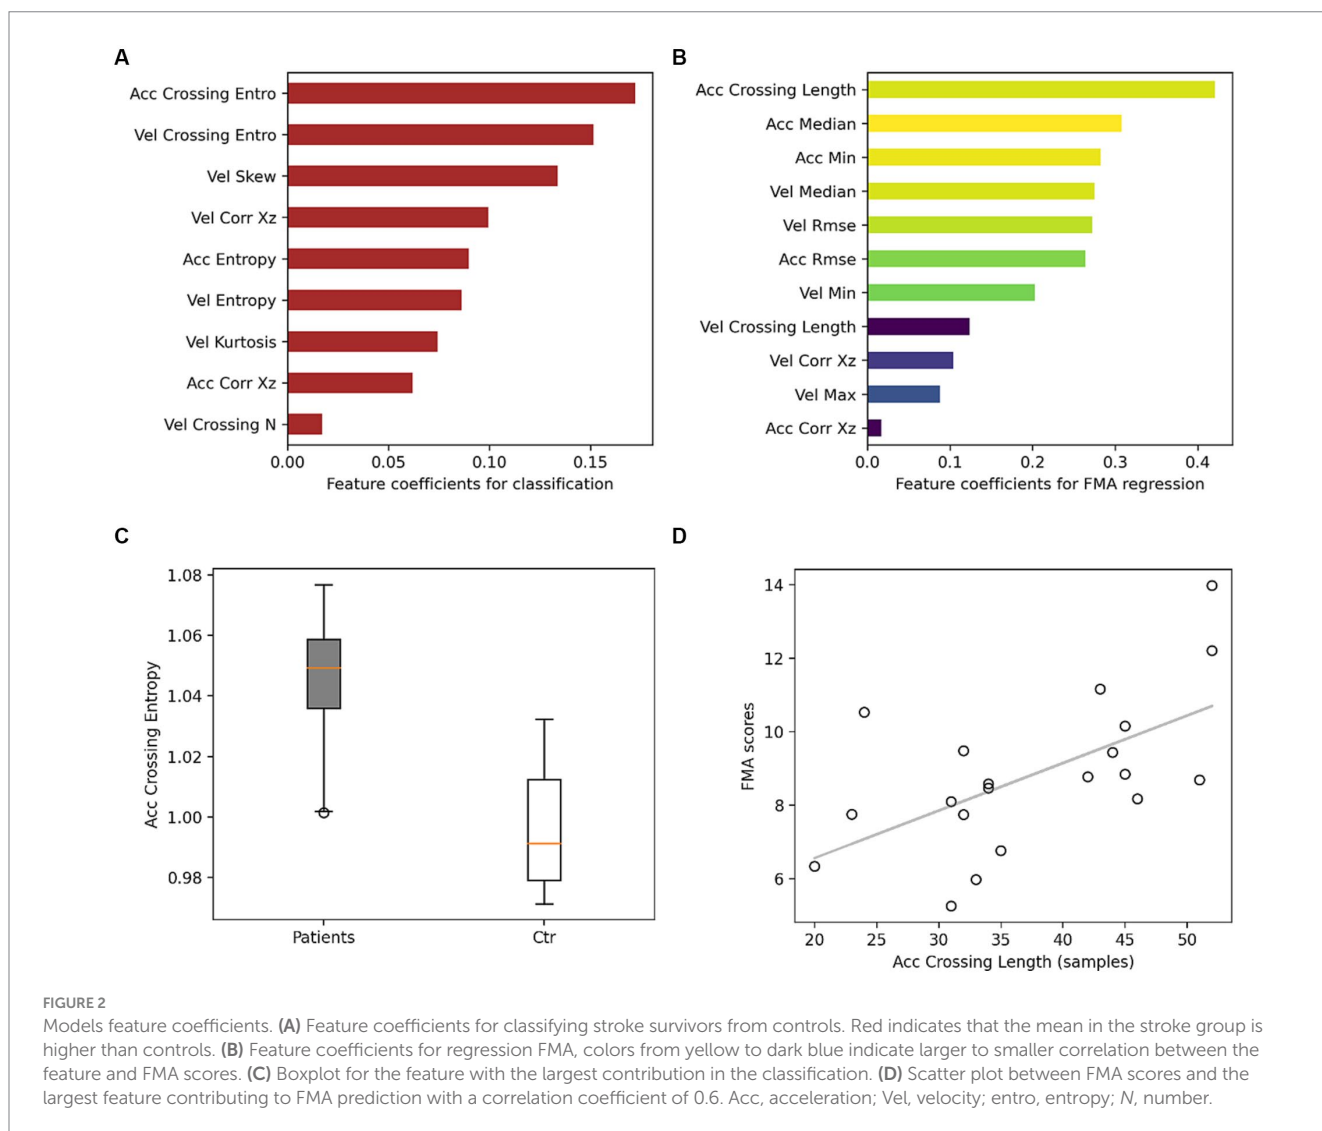 A
Acc Crossing Entro
Vel Crossing Entro
Vel Skew
Vel Corr Xz
Acc Entropy
Vel Entropy
Vel Kurtosis
Acc Corr Xz
Vel Crossing N
0.00 0.05 0.10 0.15
Feature coefficients for classification
B
Acc Crossing Length
Acc Median
Acc Min
Vel Median
Vel Rmse
Acc Rmse
Vel Min
Vel Crossing Length
Vel Corr Xz
Vel Max
Acc Corr Xz
0.0 0.1 0.2 0.3 0.4
Feature coefficients for FMA regression
C
Acc Crossing Entropy
1.08
1.06
1.04
1.02
1.00
0.98
Patients Ctr
D
FMA scores
14
12
10
8
6
20 25 30 35 40 45 50
Acc Crossing Length (samples)
FIGURE 2
Models feature coefficients. (A) Feature coefficients for classifying stroke survivors from controls. Red indicates that the mean in the stroke group is
higher than controls. (B) Feature coefficients for regression FMA, colors from yellow to dark blue indicate larger to smaller correlation between the
feature and FMA scores. (C) Boxplot for the feature with the largest contribution in the classification. (D) Scatter plot between FMA scores and the
largest feature contributing to FMA prediction with a correlation coefficient of 0.6. Acc, acceleration; Vel, velocity; entro, entropy; N, number.